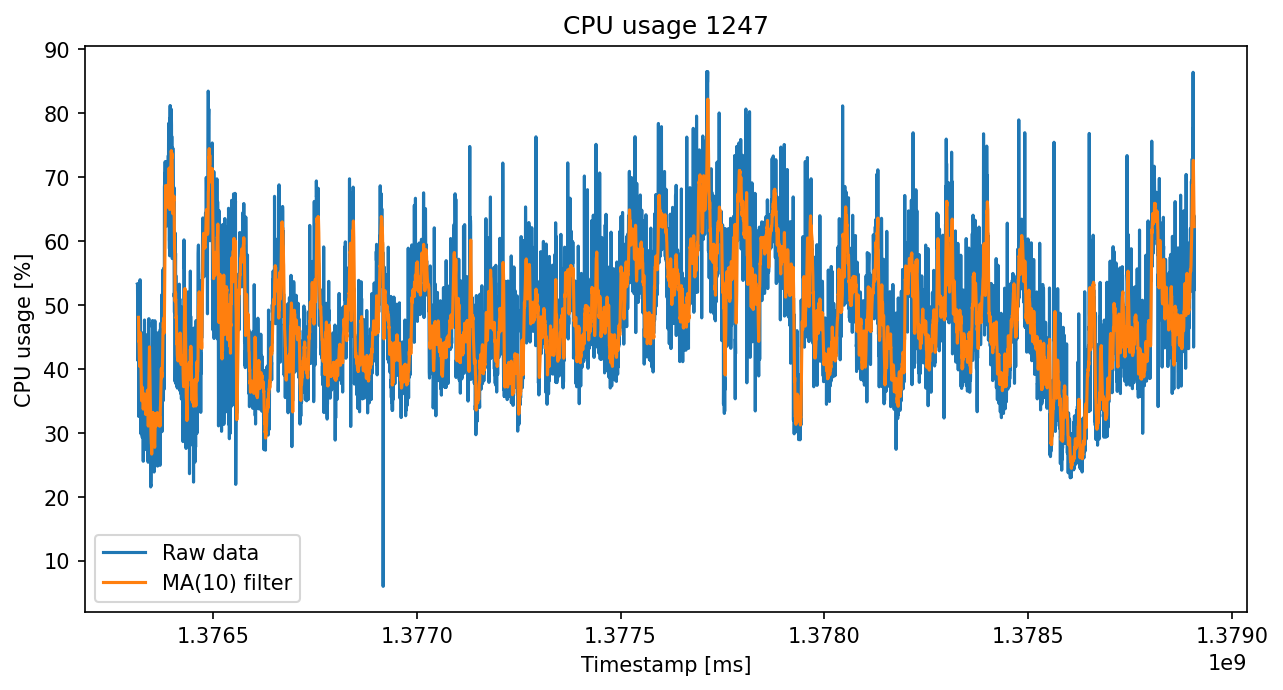 CPU usage 1247
CPU usage [%]
90
80
70
60
50
40
30
20
10
Raw data
MA(10) filter
1.3765 1.3770 1.3775 1.3780 1.3785 1.3790
1e9
Timestamp [ms]